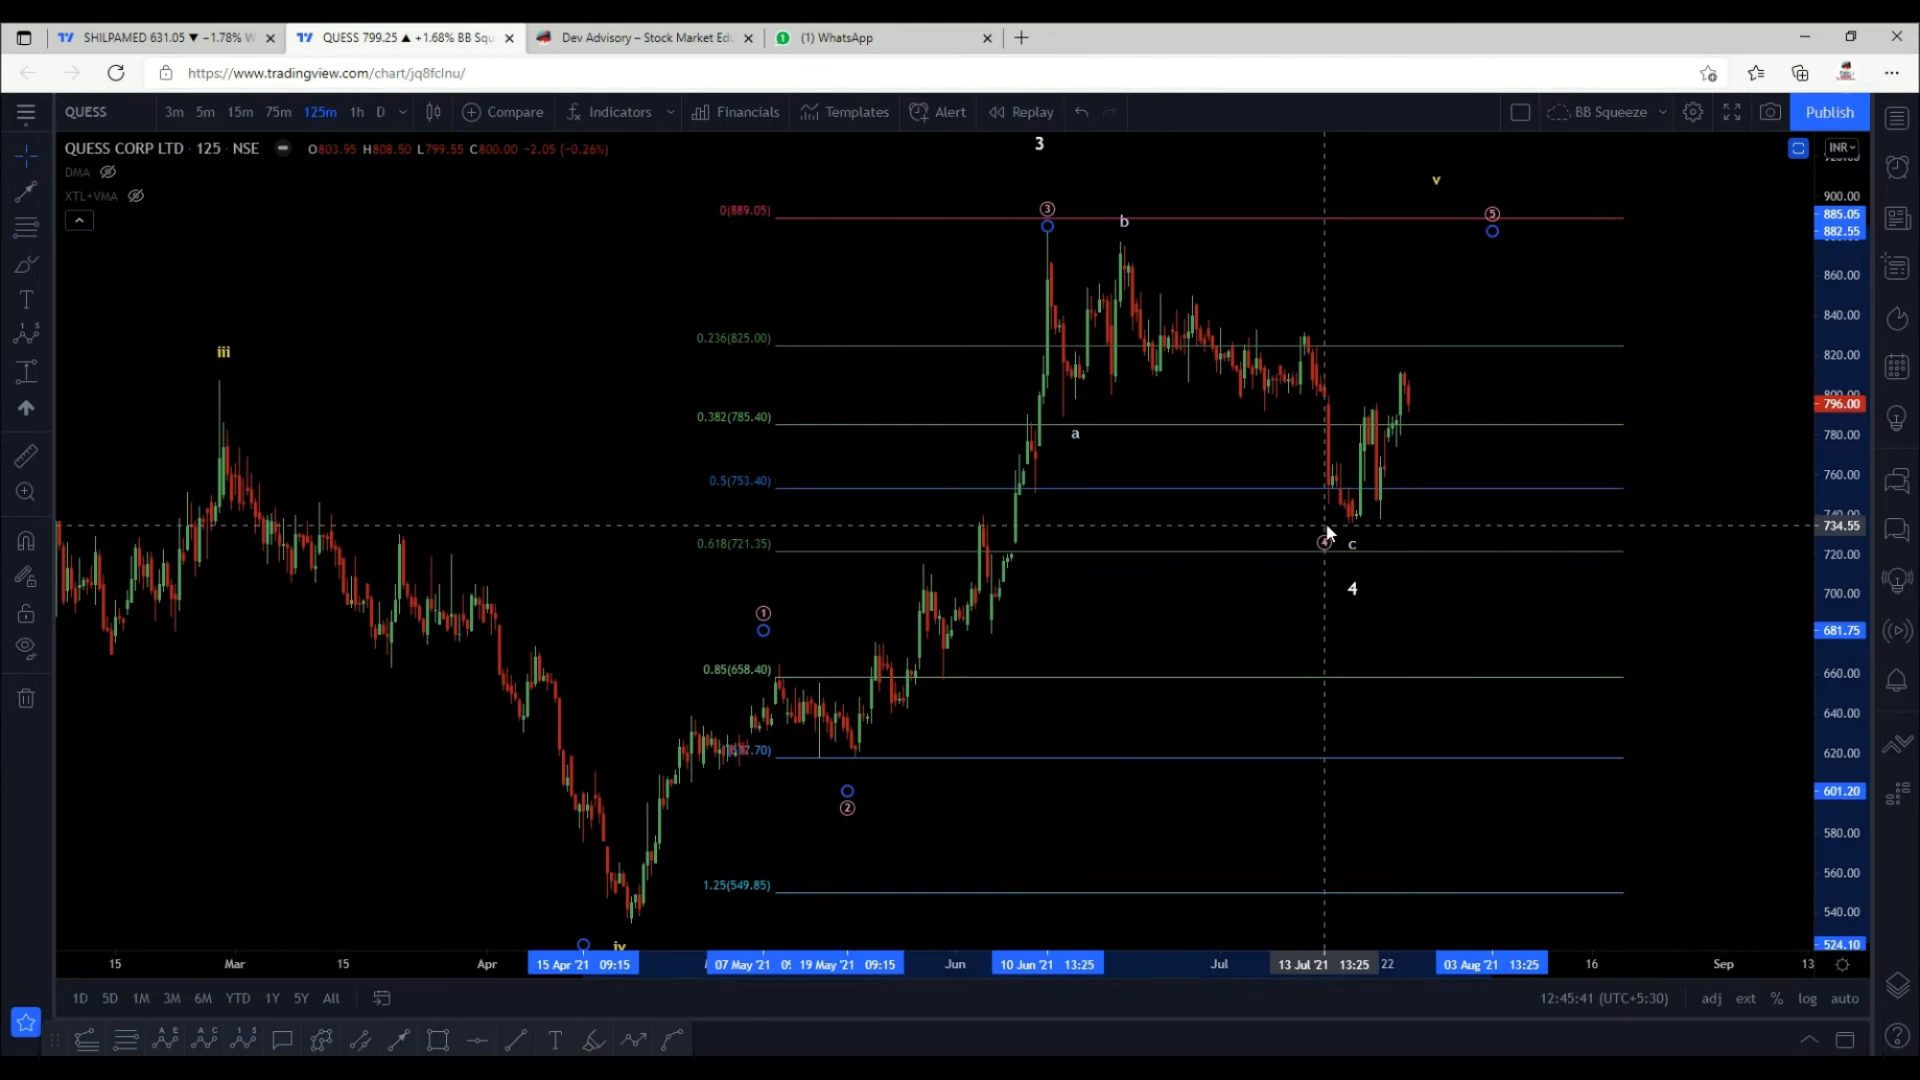 SHILPAMED 631.05 ▼ −1.78% W
QUESS 799.25 ▲ +1.68% BB Squ
Dev Advisory – Stock Market Ed
(1) WhatsApp
https://www.tradingview.com/chart/jq8fclnu/
QUESS 3m 5m 15m 75m 125m 1h D Compare Indicators Financials Templates Alert Replay BB Squeeze Publish
QUESS CORP LTD · 125 · NSE O803.95 H808.50 L799.55 C800.00 −2.05 (−0.26%)
INR
DMA
XTL+VMA
3
v
900.00
0(889.05)
3
5
885.05
b
882.55
860.00
840.00
0.236(825.00)
iii
820.00
796.00
0.382(785.40)
a
780.00
760.00
0.5(753.40)
734.55
0.618(721.35)
4
c
720.00
4
700.00
1
681.75
0.85(658.40)
660.00
640.00
620.00
2
601.20
580.00
560.00
1.25(549.85)
540.00
iv
524.10
15 Mar 15 Apr 15 Apr '21 09:15 07 May '21 19 May '21 09:15 Jun 10 Jun '21 13:25 Jul 13 Jul '21 13:25 22 03 Aug '21 13:25 16 Sep 13
1D 5D 1M 3M 6M YTD 1Y 5Y All
12:45:41 (UTC+5:30) adj ext % log auto